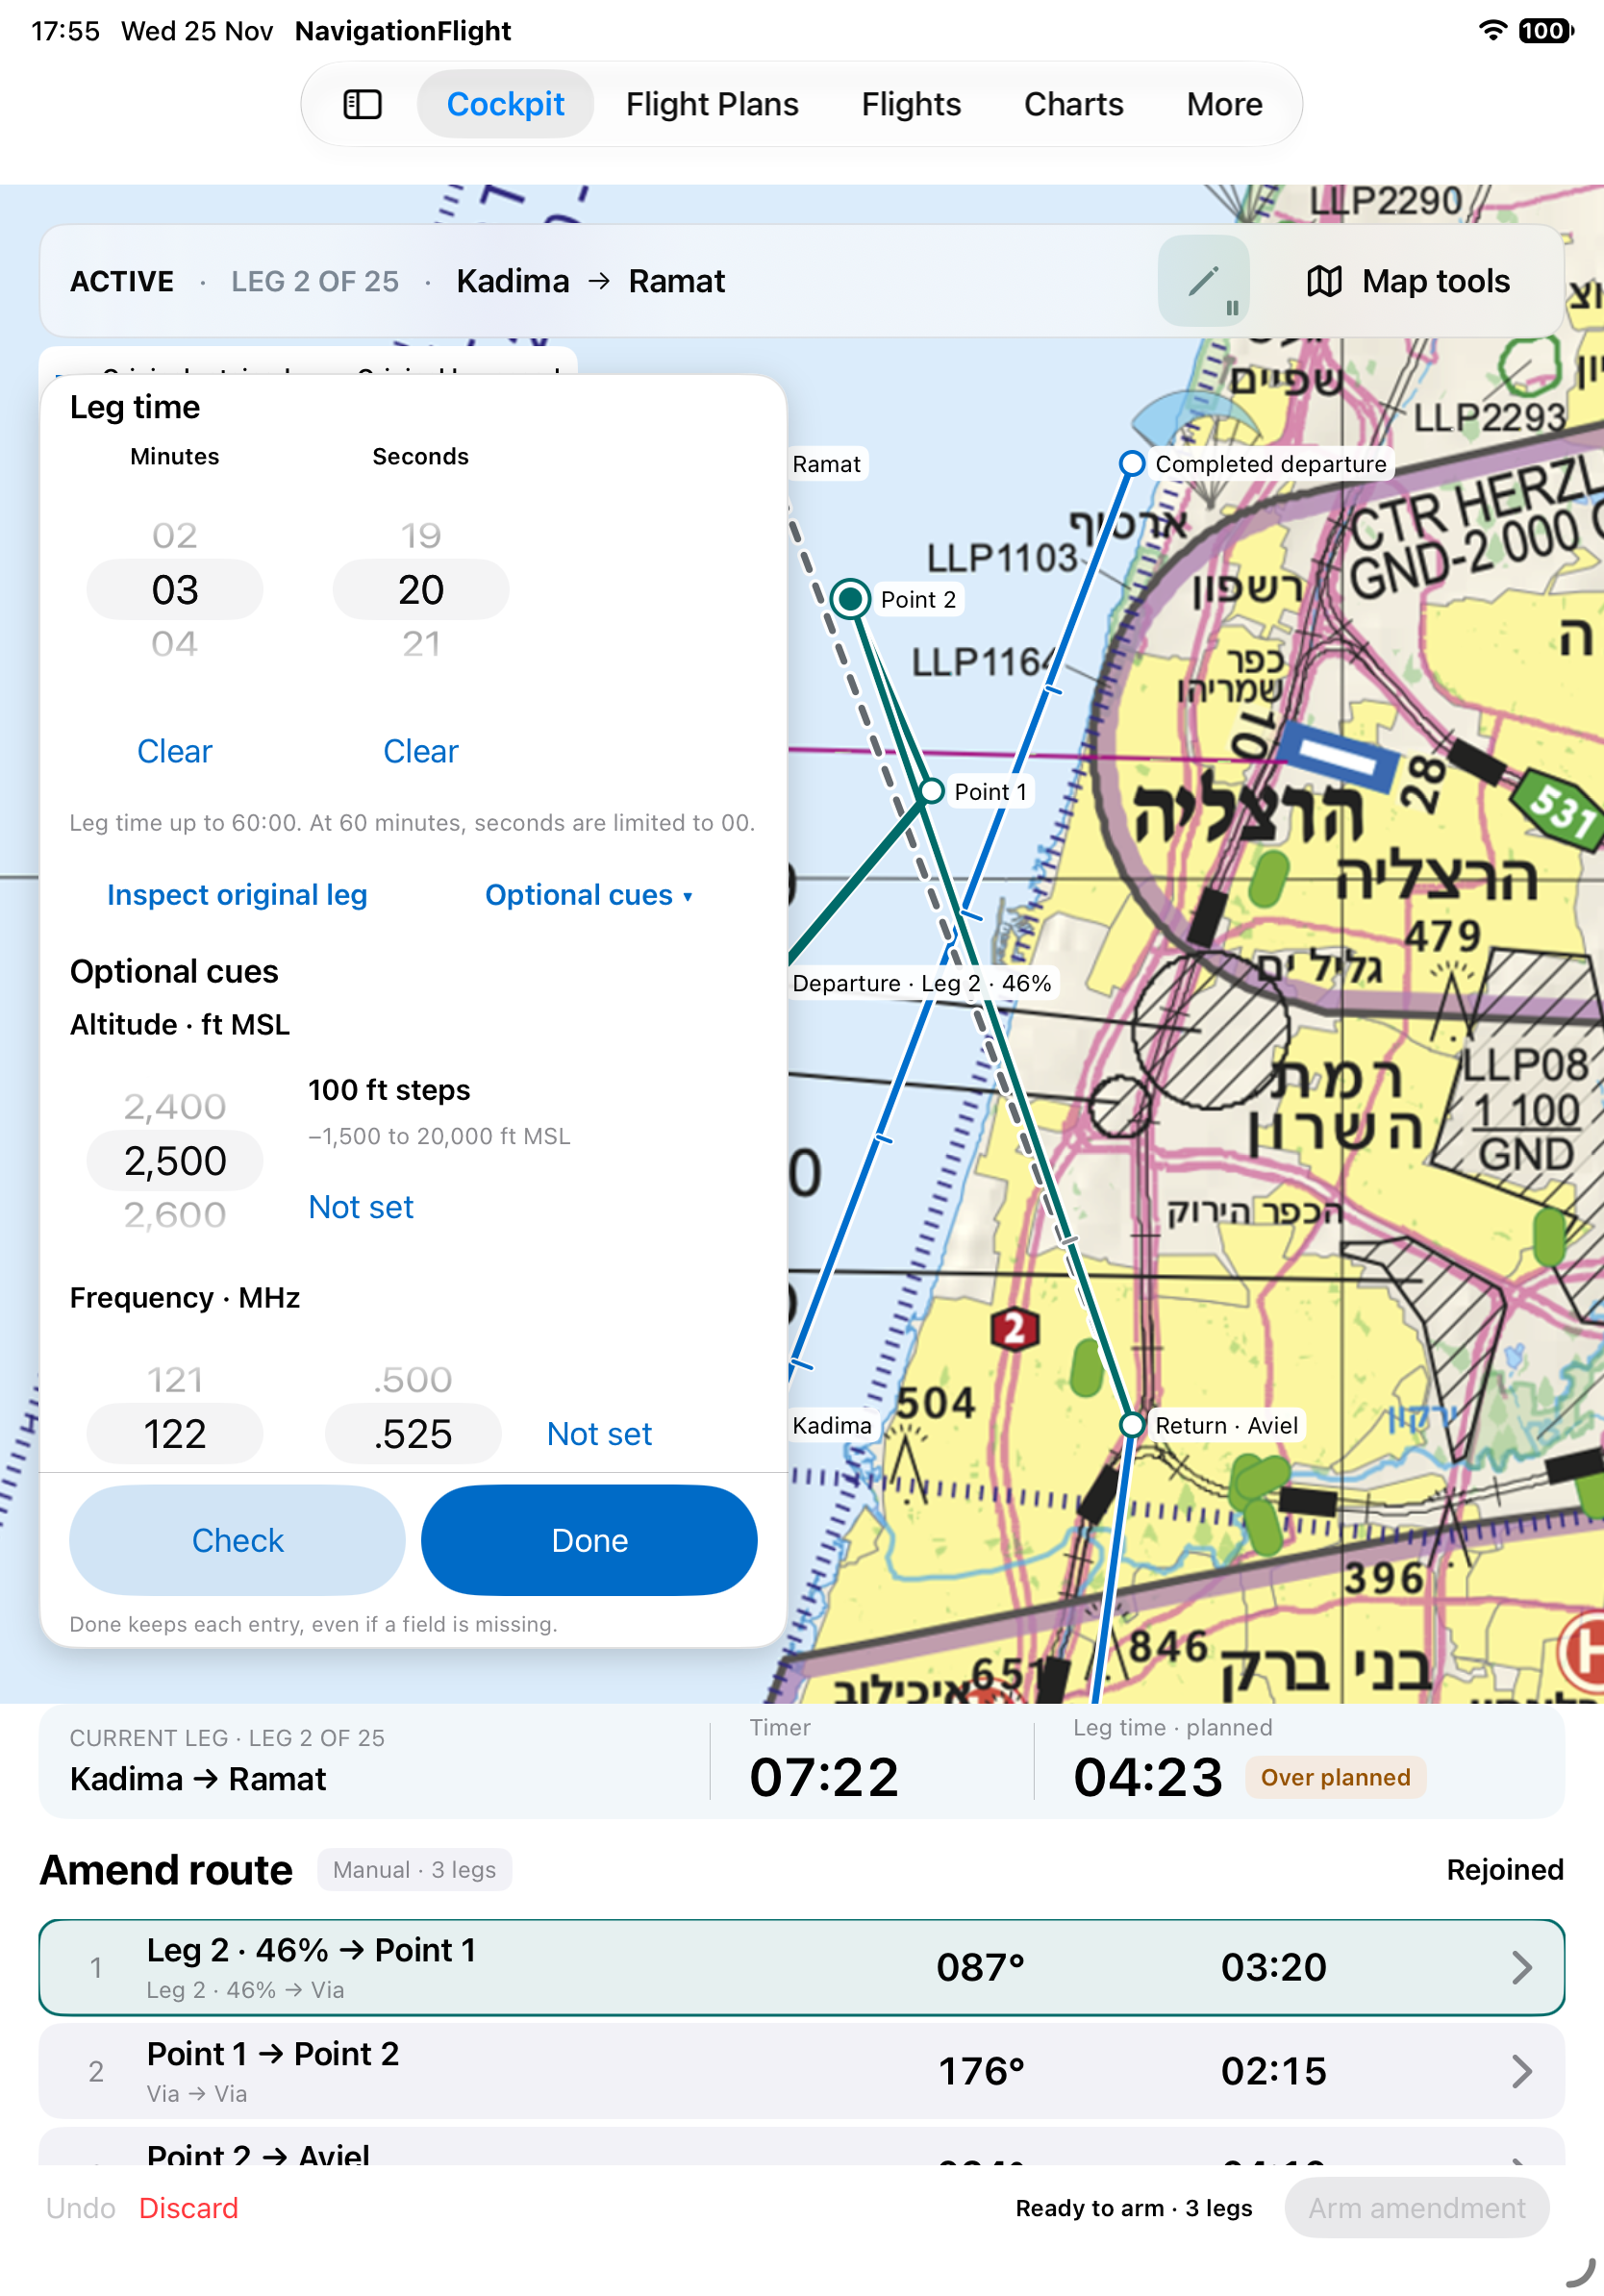 17:55 Wed 25 Nov NavigationFlight
100
Cockpit Flight Plans Flights Charts More
LLP2290
ACTIVE · LEG 2 OF 25 · Kadima → Ramat
Map tools
שפיים
LLP2293
Leg time
Minutes Seconds
02 19
03 20
04 21
Clear Clear
Leg time up to 60:00. At 60 minutes, seconds are limited to 00.
Inspect original leg Optional cues ▾
Optional cues
Altitude · ft MSL
2,400
2,500
2,600
100 ft steps
−1,500 to 20,000 ft MSL
Not set
Frequency · MHz
121 .500
122 .525
Not set
Check Done
Done keeps each entry, even if a field is missing.
Ramat
Completed departure
CTR HERZL
GND-2 000
ארסוף
LLP1103
Point 2
רשפון
ה
LLP1164
כפר
שמריהו
10
28
Point 1
הרצליה
531
הרצליה
479
גליל ים
Departure · Leg 2 · 46%
רמת
השרון
LLP08
1 100
GND
הכפר הירוק
2
504
Kadima
Return · Aviel
ירקון
396
846
651
בני ברק
איכילוב
H
CURRENT LEG · LEG 2 OF 25
Kadima → Ramat
Timer
07:22
Leg time · planned
04:23 Over planned
Amend route Manual · 3 legs Rejoined
1 Leg 2 · 46% → Point 1 087° 03:20
Leg 2 · 46% → Via
2 Point 1 → Point 2 176° 02:15
Via → Via
Point 2 → Aviel
Undo Discard Ready to arm · 3 legs Arm amendment